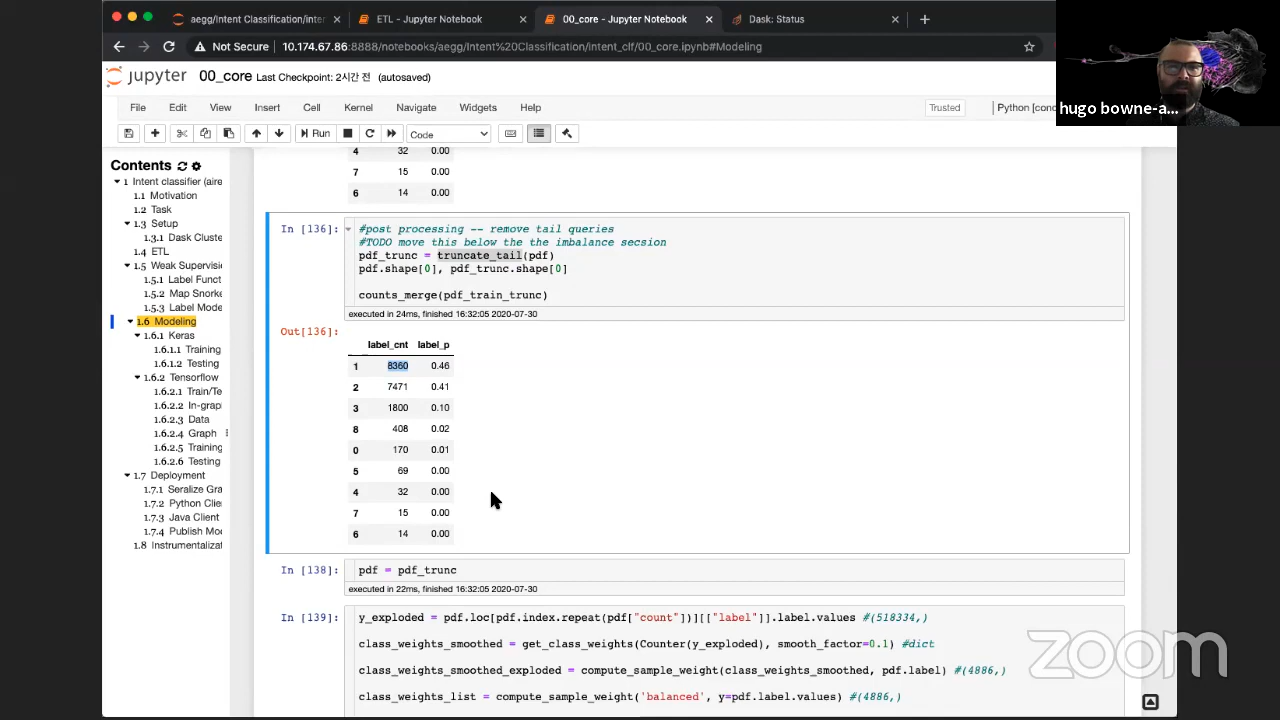 aegg/Intent Classification/inter
ETL - Jupyter Notebook
00_core - Jupyter Notebook
Dask: Status
Not Secure
10.174.67.86:8888/notebooks/aegg/Intent%20Classification/intent_clf/00_core.ipynb#Modeling
hugo bowne-a...
jupyter 00_core Last Checkpoint: 2시간 전 (autosaved)
File Edit View Insert Cell Kernel Navigate Widgets Help
Trusted
Python [cond
Run
Code
Contents
1 Intent classifier (aire
1.1 Motivation
1.2 Task
1.3 Setup
1.3.1 Dask Cluste
1.4 ETL
1.5 Weak Supervisi
1.5.1 Label Funct
1.5.2 Map Snorke
1.5.3 Label Mode
1.6 Modeling
1.6.1 Keras
1.6.1.1 Training
1.6.1.2 Testing
1.6.2 Tensorflow
1.6.2.1 Train/Te
1.6.2.2 In-grap
1.6.2.3 Data
1.6.2.4 Graph
1.6.2.5 Training
1.6.2.6 Testing
1.7 Deployment
1.7.1 Seralize Gra
1.7.2 Python Clie
1.7.3 Java Client
1.7.4 Publish Mo
1.8 Instrumentalizat
4 32 0.00
7 15 0.00
6 14 0.00
In [136]:
#post processing -- remove tail queries
#TODO move this below the the imbalance secsion
pdf_trunc = truncate_tail(pdf)
pdf.shape[0], pdf_trunc.shape[0]
counts_merge(pdf_train_trunc)
executed in 24ms, finished 16:32:05 2020-07-30
Out[136]:
label_cnt label_p
1 8360 0.46
2 7471 0.41
3 1800 0.10
8 408 0.02
0 170 0.01
5 69 0.00
4 32 0.00
7 15 0.00
6 14 0.00
In [138]:
pdf = pdf_trunc
executed in 22ms, finished 16:32:05 2020-07-30
In [139]:
y_exploded = pdf.loc[pdf.index.repeat(pdf["count"])][["label"]].label.values #(518334,)
class_weights_smoothed = get_class_weights(Counter(y_exploded), smooth_factor=0.1) #dict
class_weights_smoothed_exploded = compute_sample_weight(class_weights_smoothed, pdf.label) #(4886,)
class_weights_list = compute_sample_weight('balanced', y=pdf.label.values) #(4886,)
zoom